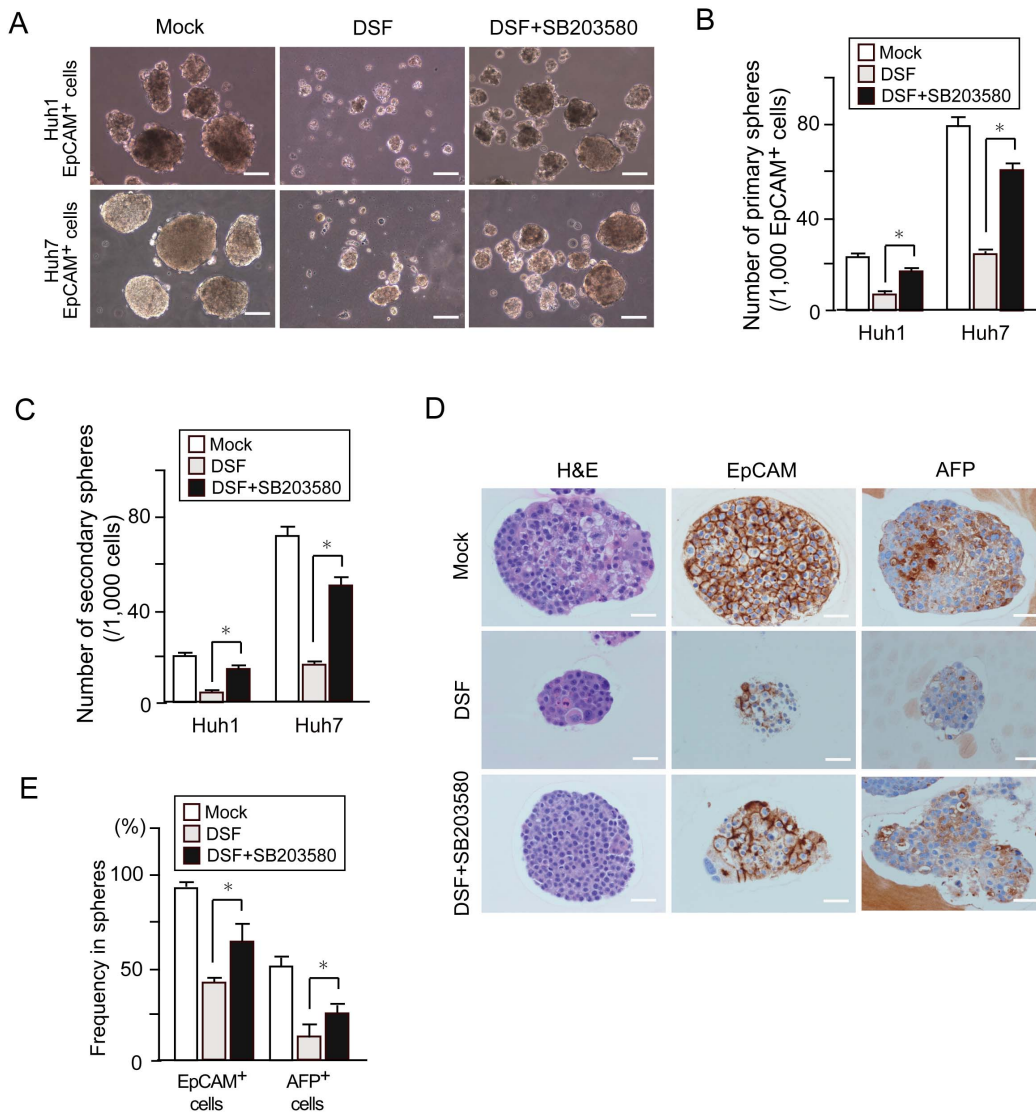 A
Mock
DSF
DSF+SB203580
Huh1
EpCAM⁺ cells
Huh7
EpCAM⁺ cells
B
Mock
DSF
DSF+SB203580
Number of primary spheres
(/1,000 EpCAM⁺ cells)
80
40
0
*
*
Huh1
Huh7
C
Mock
DSF
DSF+SB203580
Number of secondary spheres
(/1,000 cells)
80
40
0
*
*
Huh1
Huh7
D
H&E
EpCAM
AFP
Mock
DSF
DSF+SB203580
E
Mock
DSF
DSF+SB203580
(%)
Frequency in spheres
100
50
0
*
*
EpCAM⁺
cells
AFP⁺
cells